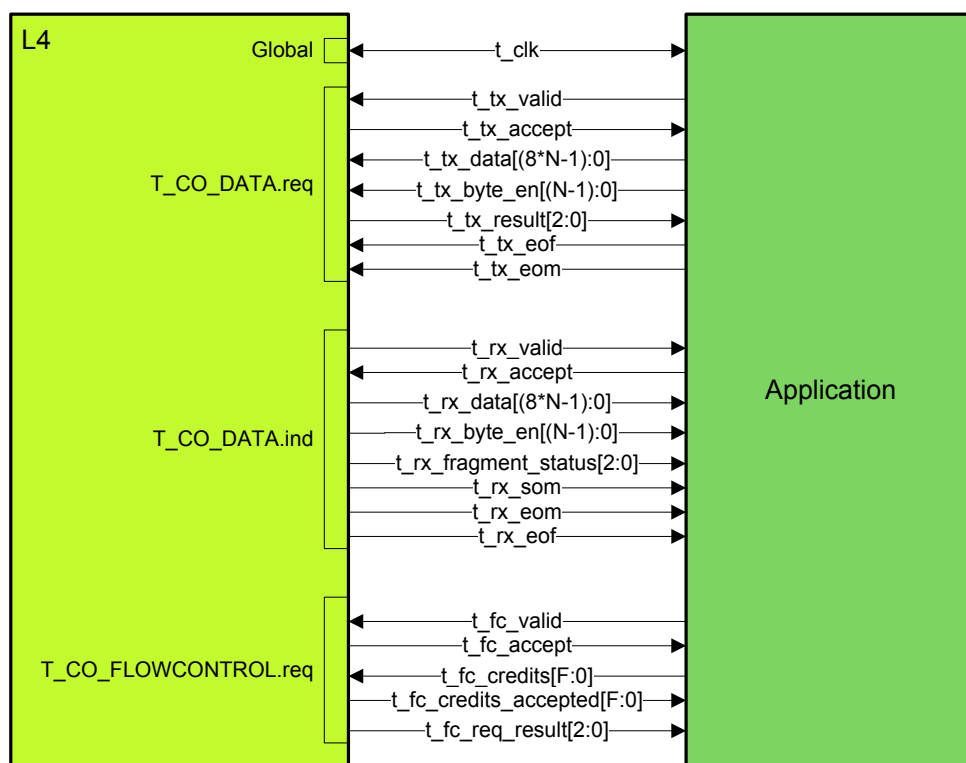 L4
Global
t_clk
t_tx_valid
t_tx_accept
t_tx_data[(8*N-1):0]
T_CO_DATA.req
t_tx_byte_en[(N-1):0]
t_tx_result[2:0]
t_tx_eof
t_tx_eom
t_rx_valid
t_rx_accept
Application
t_rx_data[(8*N-1):0]
T_CO_DATA.ind
t_rx_byte_en[(N-1):0]
t_rx_fragment_status[2:0]
t_rx_som
t_rx_eom
t_rx_eof
t_fc_valid
t_fc_accept
T_CO_FLOWCONTROL.req
t_fc_credits[F:0]
t_fc_credits_accepted[F:0]
t_fc_req_result[2:0]